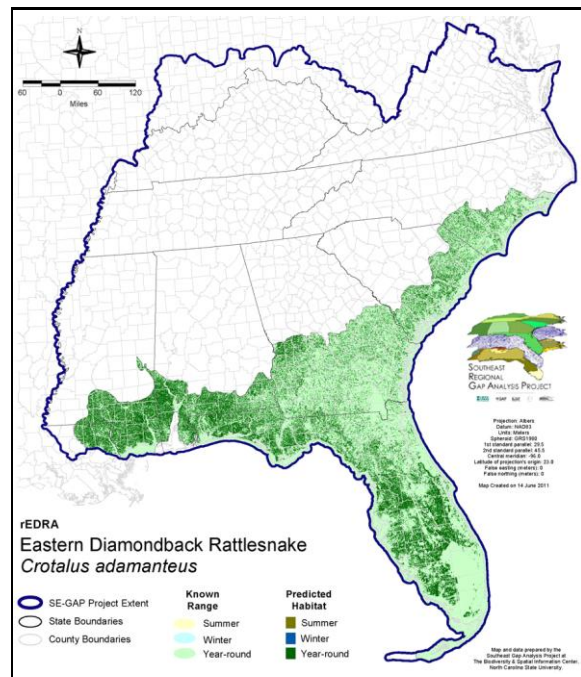 N
60 0 60 120
Miles
SOUTHEAST
REGIONAL
GAP ANALYSIS PROJECT
Projection: Albers
Datum: NAD83
Units: Meters
Spheroid: GRS1980
1st standard parallel: 29.5
2nd standard parallel: 45.5
Central meridian: -96.0
Latitude of projection's origin: 23.0
False easting (meters): 0
False northing (meters): 0
Map Created on 14 June 2011
rEDRA
Eastern Diamondback Rattlesnake
Crotalus adamanteus
SE-GAP Project Extent
State Boundaries
County Boundaries
Known
Range
Summer
Winter
Year-round
Predicted
Habitat
Summer
Winter
Year-round
Map and data prepared by the
Southeast Gap Analysis Project at
The Biodiversity & Spatial Information Center,
North Carolina State University.